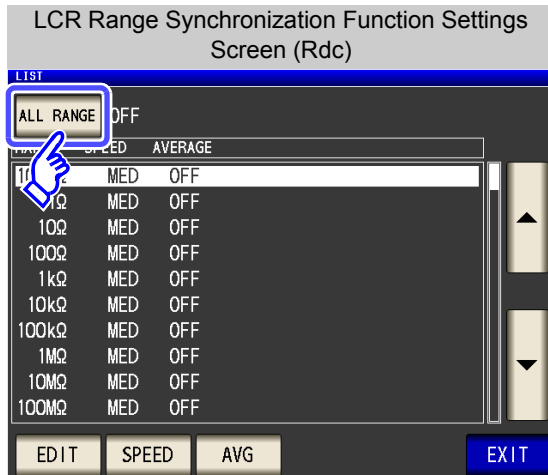 LCR Range Synchronization Function Settings
Screen (Rdc)
LIST
ALL RANGE OFF
SPEED AVERAGE
MED OFF
1Ω MED OFF
10Ω MED OFF
100Ω MED OFF
1kΩ MED OFF
10kΩ MED OFF
100kΩ MED OFF
1MΩ MED OFF
10MΩ MED OFF
100MΩ MED OFF
EDIT SPEED AVG EXIT